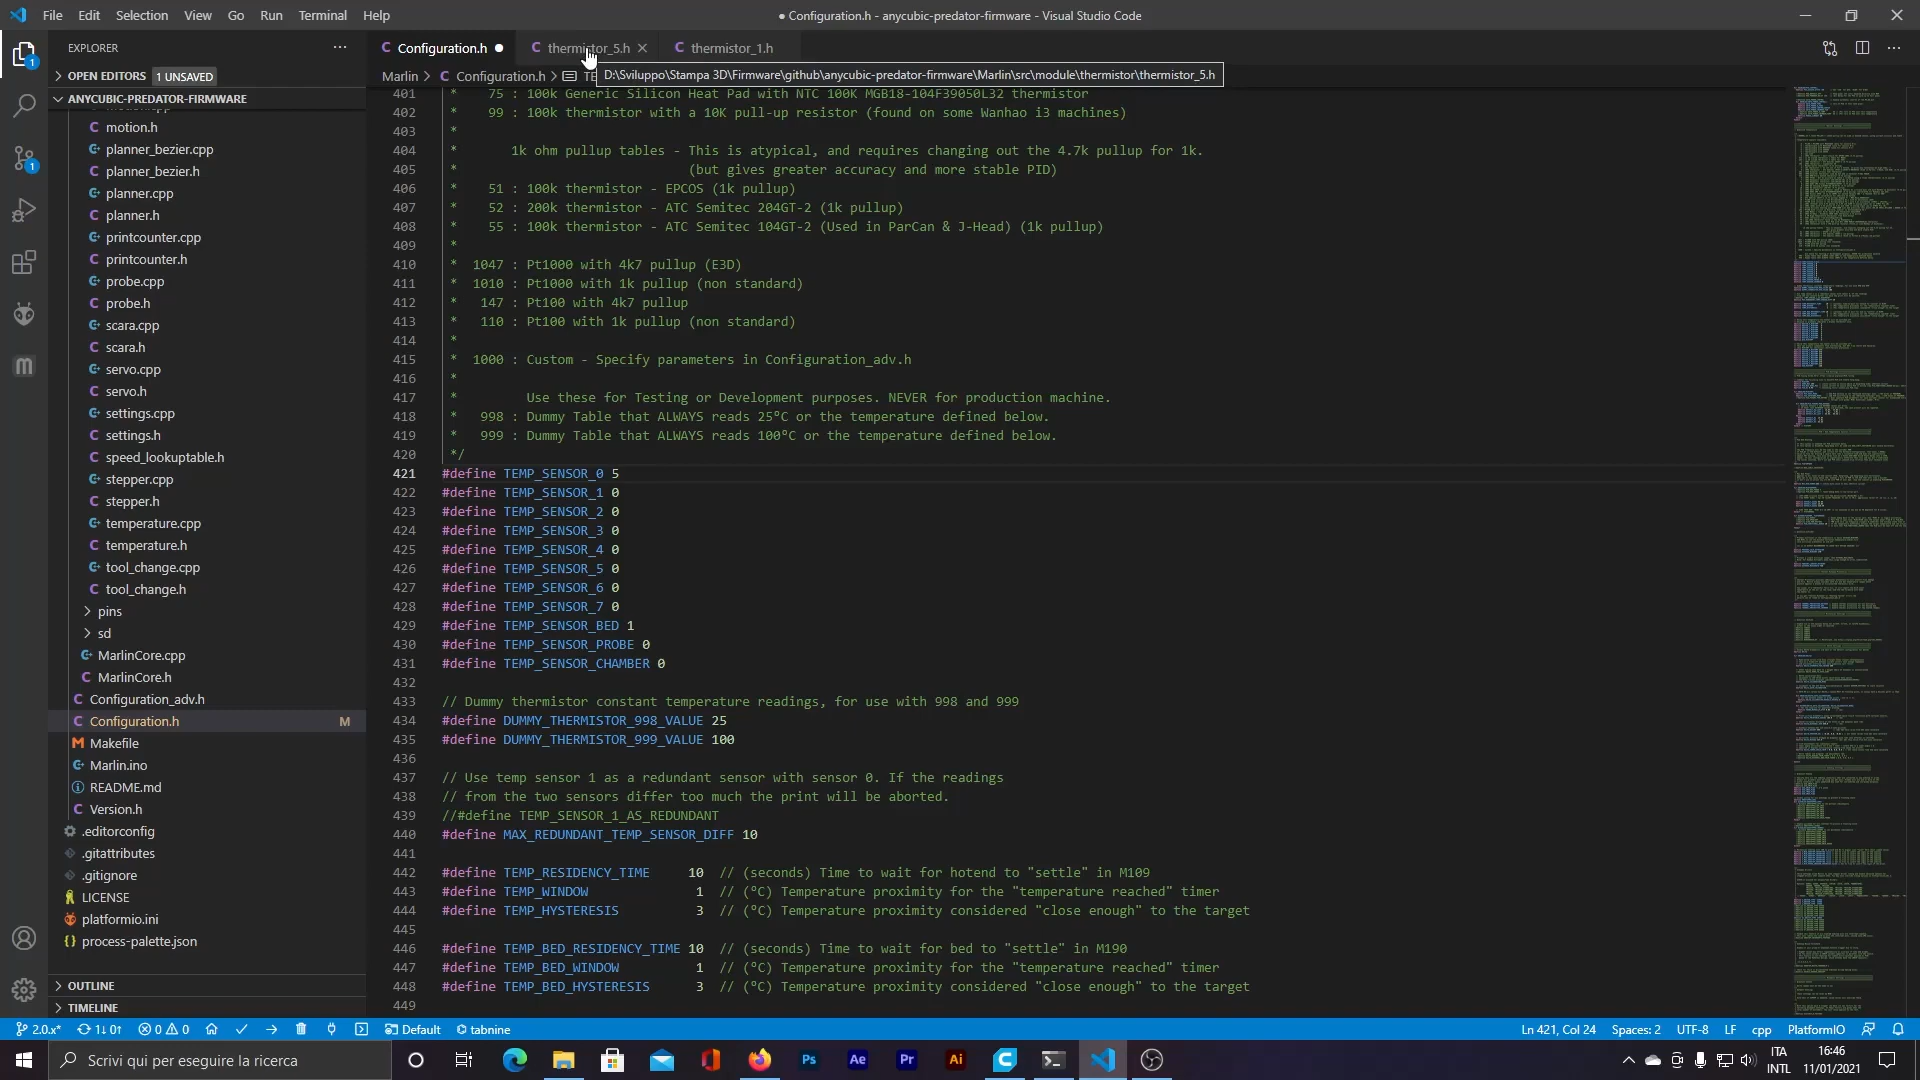 File Edit Selection View Go Run Terminal Help
● Configuration.h - anycubic-predator-firmware - Visual Studio Code
EXPLORER
Configuration.h
thermistor_5.h
thermistor_1.h
OPEN EDITORS 1 UNSAVED
Marlin > Configuration.h > TE
D:\Sviluppo\Stampa 3D\Firmware\github\anycubic-predator-firmware\Marlin\src\module\thermistor\thermistor_5.h
ANYCUBIC-PREDATOR-FIRMWARE
motion.h
planner_bezier.cpp
planner_bezier.h
planner.cpp
planner.h
printcounter.cpp
printcounter.h
probe.cpp
probe.h
scara.cpp
scara.h
servo.cpp
servo.h
settings.cpp
settings.h
speed_lookuptable.h
stepper.cpp
stepper.h
temperature.cpp
temperature.h
tool_change.cpp
tool_change.h
pins
sd
MarlinCore.cpp
MarlinCore.h
Configuration_adv.h
Configuration.h M
Makefile
Marlin.ino
README.md
Version.h
.editorconfig
.gitattributes
.gitignore
LICENSE
platformio.ini
process-palette.json
OUTLINE
TIMELINE
401 * 75 : 100k Generic Silicon Heat Pad with NTC 100K MGB18-104F39050L32 thermistor
402 * 99 : 100k thermistor with a 10K pull-up resistor (found on some Wanhao i3 machines)
403 *
404 * 1k ohm pullup tables - This is atypical, and requires changing out the 4.7k pullup for 1k.
405 * (but gives greater accuracy and more stable PID)
406 * 51 : 100k thermistor - EPCOS (1k pullup)
407 * 52 : 200k thermistor - ATC Semitec 204GT-2 (1k pullup)
408 * 55 : 100k thermistor - ATC Semitec 104GT-2 (Used in ParCan & J-Head) (1k pullup)
409 *
410 * 1047 : Pt1000 with 4k7 pullup (E3D)
411 * 1010 : Pt1000 with 1k pullup (non standard)
412 * 147 : Pt100 with 4k7 pullup
413 * 110 : Pt100 with 1k pullup (non standard)
414 *
415 * 1000 : Custom - Specify parameters in Configuration_adv.h
416 *
417 * Use these for Testing or Development purposes. NEVER for production machine.
418 * 998 : Dummy Table that ALWAYS reads 25°C or the temperature defined below.
419 * 999 : Dummy Table that ALWAYS reads 100°C or the temperature defined below.
420 */
421 #define TEMP_SENSOR_0 5
422 #define TEMP_SENSOR_1 0
423 #define TEMP_SENSOR_2 0
424 #define TEMP_SENSOR_3 0
425 #define TEMP_SENSOR_4 0
426 #define TEMP_SENSOR_5 0
427 #define TEMP_SENSOR_6 0
428 #define TEMP_SENSOR_7 0
429 #define TEMP_SENSOR_BED 1
430 #define TEMP_SENSOR_PROBE 0
431 #define TEMP_SENSOR_CHAMBER 0
432
433 // Dummy thermistor constant temperature readings, for use with 998 and 999
434 #define DUMMY_THERMISTOR_998_VALUE 25
435 #define DUMMY_THERMISTOR_999_VALUE 100
436
437 // Use temp sensor 1 as a redundant sensor with sensor 0. If the readings
438 // from the two sensors differ too much the print will be aborted.
439 //#define TEMP_SENSOR_1_AS_REDUNDANT
440 #define MAX_REDUNDANT_TEMP_SENSOR_DIFF 10
441
442 #define TEMP_RESIDENCY_TIME 10 // (seconds) Time to wait for hotend to "settle" in M109
443 #define TEMP_WINDOW 1 // (°C) Temperature proximity for the "temperature reached" timer
444 #define TEMP_HYSTERESIS 3 // (°C) Temperature proximity considered "close enough" to the target
445
446 #define TEMP_BED_RESIDENCY_TIME 10 // (seconds) Time to wait for bed to "settle" in M190
447 #define TEMP_BED_WINDOW 1 // (°C) Temperature proximity for the "temperature reached" timer
448 #define TEMP_BED_HYSTERESIS 3 // (°C) Temperature proximity considered "close enough" to the target
449
2.0.x* 1↓ 0↑ 0 0 Default tabnine Ln 421, Col 24 Spaces: 2 UTF-8 LF cpp PlatformIO
Scrivi qui per eseguire la ricerca
Ps Ae Pr Ai
ITA
INTL
16:46
11/01/2021